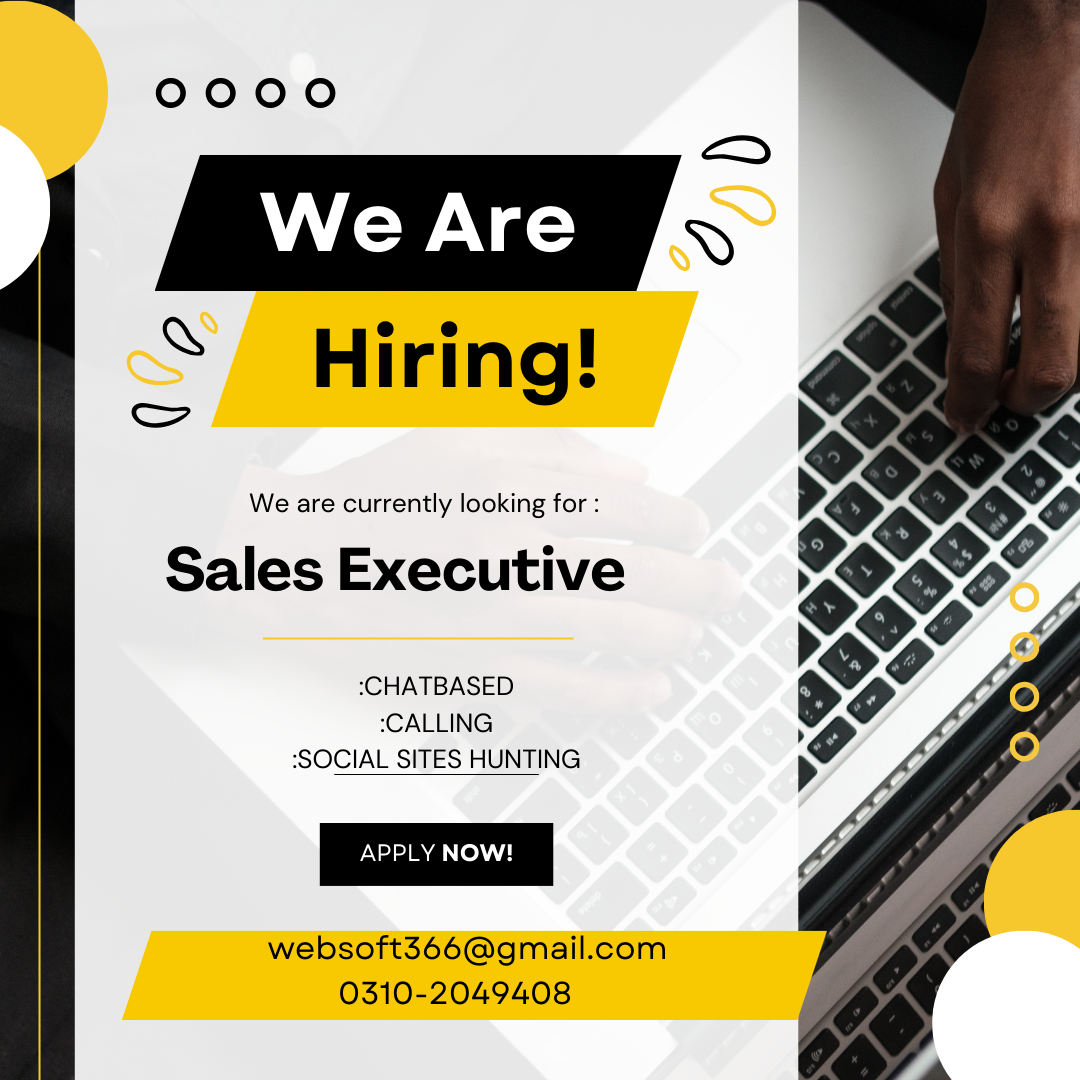 We Are
Hiring!
We are currently looking for :
Sales Executive
:CHATBASED
:CALLING
:SOCIAL SITES HUNTING
APPLY NOW!
websoft366@gmail.com
0310-2049408